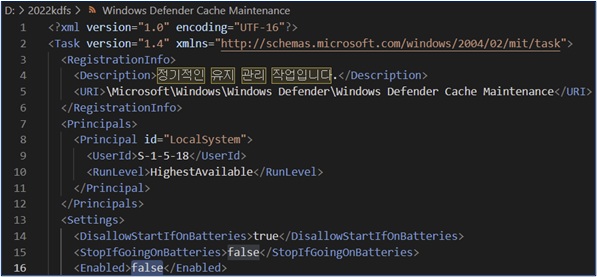 D: > 2022kdfs > Windows Defender Cache Maintenance
1 <?xml version="1.0" encoding="UTF-16"?>
2 <Task version="1.4" xmlns="http://schemas.microsoft.com/windows/2004/02/mit/task">
3 <RegistrationInfo>
4 <Description>정기적인 유지 관리 작업입니다.</Description>
5 <URI>\Microsoft\Windows\Windows Defender\Windows Defender Cache Maintenance</URI>
6 </RegistrationInfo>
7 <Principals>
8 <Principal id="LocalSystem">
9 <UserId>S-1-5-18</UserId>
10 <RunLevel>HighestAvailable</RunLevel>
11 </Principal>
12 </Principals>
13 <Settings>
14 <DisallowStartIfOnBatteries>true</DisallowStartIfOnBatteries>
15 <StopIfGoingOnBatteries>false</StopIfGoingOnBatteries>
16 <Enabled>false</Enabled>